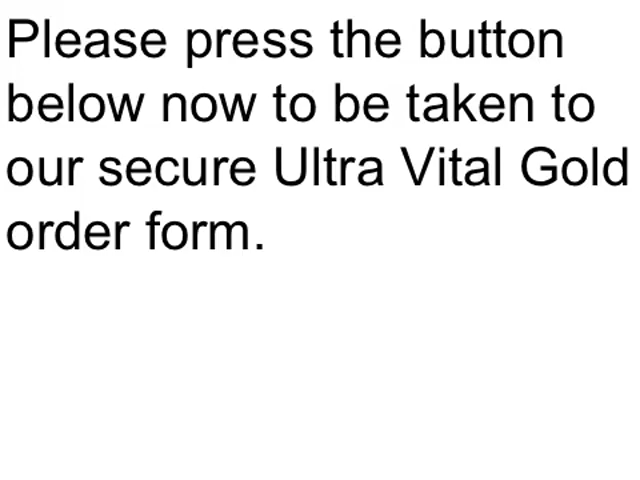 Please press the button
below now to be taken to
our secure Ultra Vital Gold
order form.